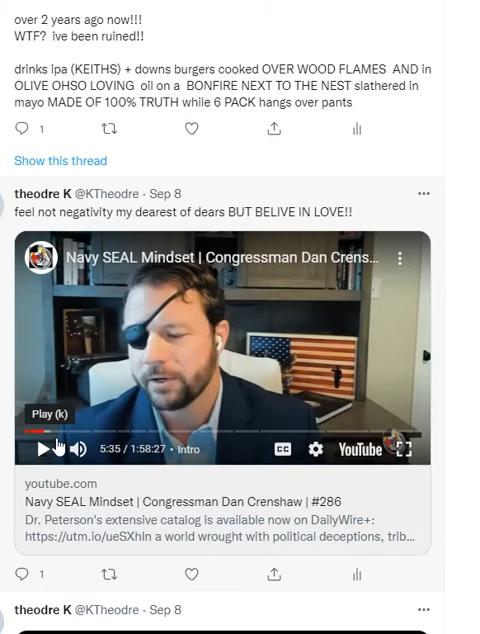 over 2 years ago now!!!
WTF?  ive been ruined!!
drinks ipa (KEITHS) + downs burgers cooked OVER WOOD FLAMES  AND in
OLIVE OHSO LOVING  oil on a  BONFIRE NEXT TO THE NEST slathered in
mayo MADE OF 100% TRUTH while 6 PACK hangs over pants
1
Show this thread
theodre K @KTheodre · Sep 8
feel not negativity my dearest of dears BUT BELIVE IN LOVE!!
Navy SEAL Mindset | Congressman Dan Crens...
Play (k)
5:35 / 1:58:27 • Intro
CC
YouTube
youtube.com
Navy SEAL Mindset | Congressman Dan Crenshaw | #286
Dr. Peterson's extensive catalog is available now on DailyWire+:
https://utm.io/ueSXhIn a world wrought with political deceptions, trib...
1
theodre K @KTheodre · Sep 8